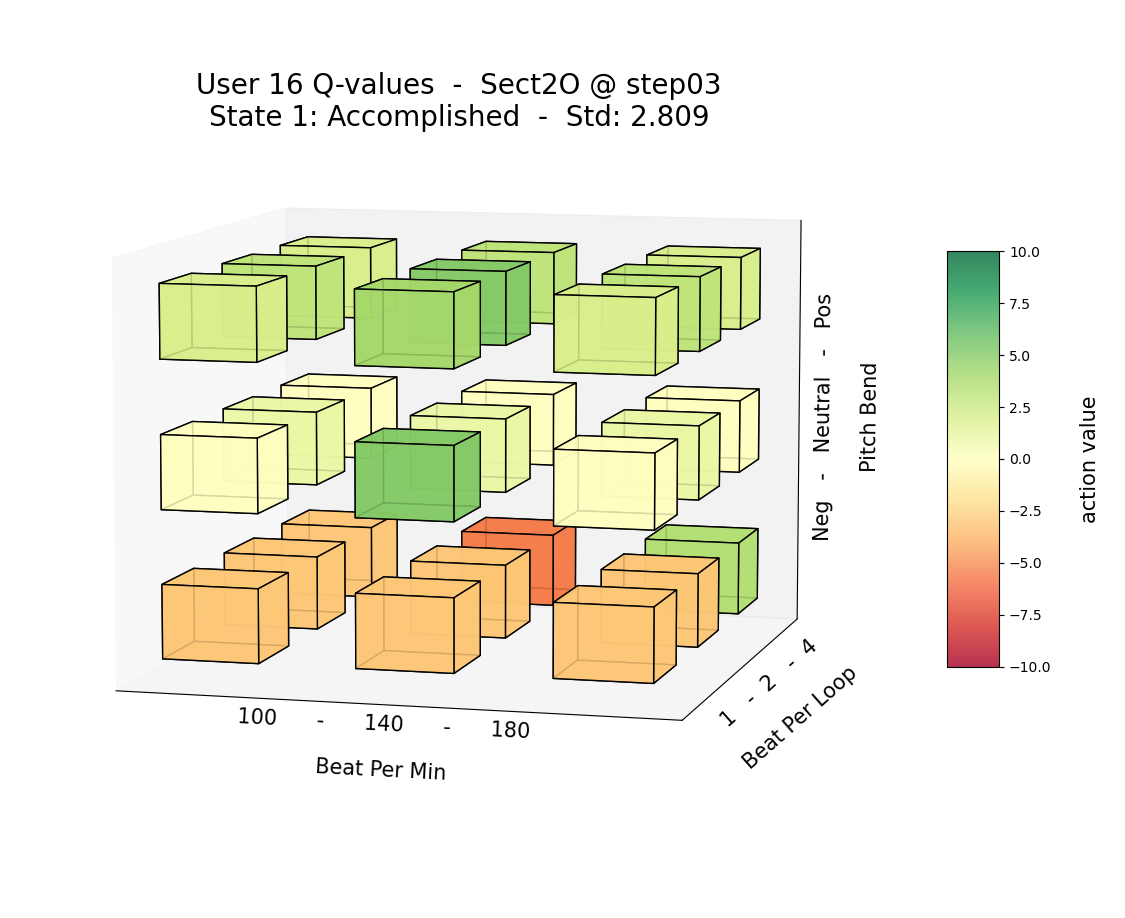 User 16 Q-values  -  Sect2O @ step03
State 1: Accomplished  -  Std: 2.809
Neg   -   Neutral   -   Pos
Pitch Bend
1  -  2  -  4
Beat Per Loop
100     -     140     -     180
Beat Per Min
10.0
7.5
5.0
2.5
0.0
−2.5
−5.0
−7.5
−10.0
action value